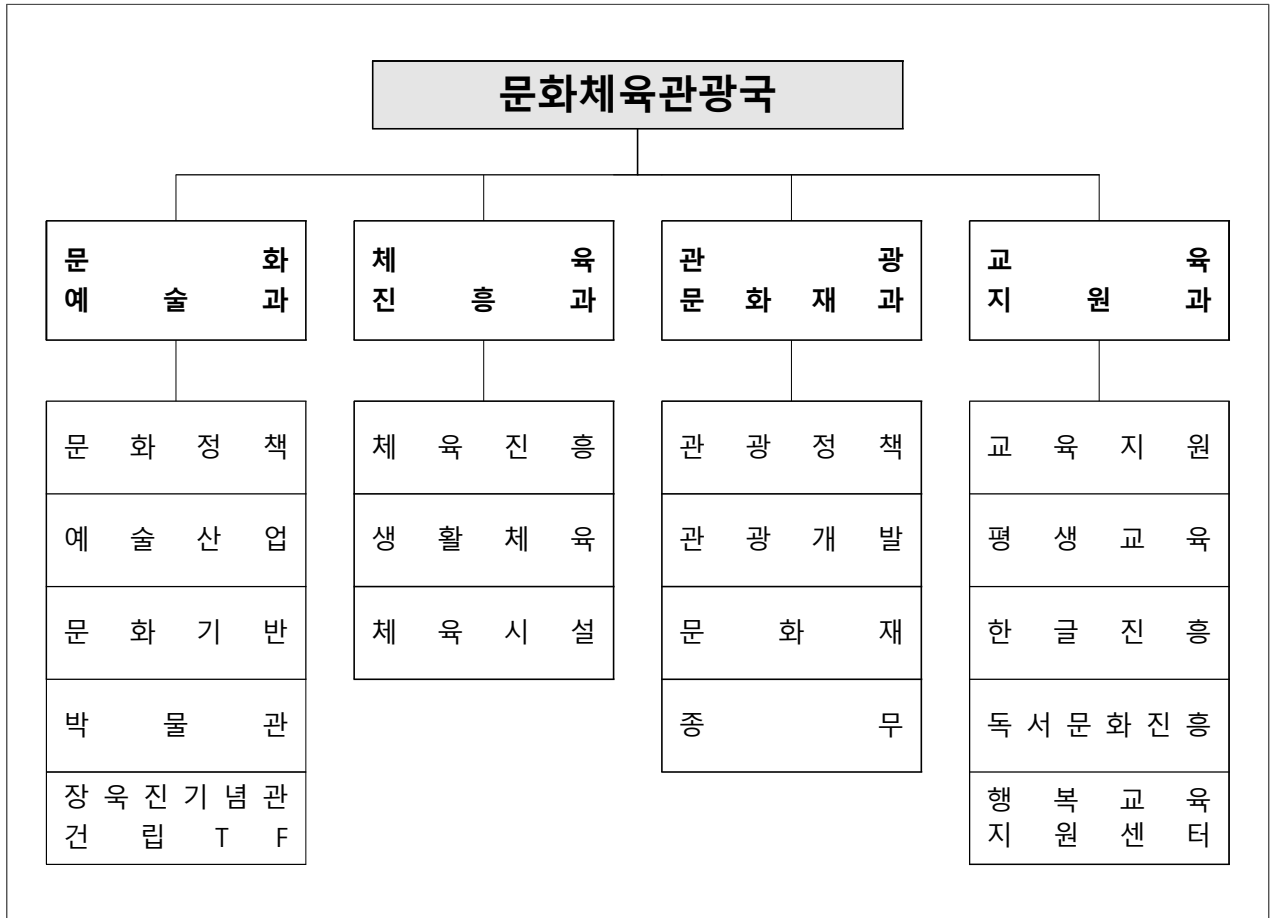 문화체육관광국
문화
예술과
체육
진흥과
관광
문화재과
교육
지원과
문화정책
예술산업
문화기반
박물관
장욱진기념관
건립TF
체육진흥
생활체육
체육시설
관광정책
관광개발
문화재
종무
교육지원
평생교육
한글진흥
독서문화진흥
행복교육
지원센터